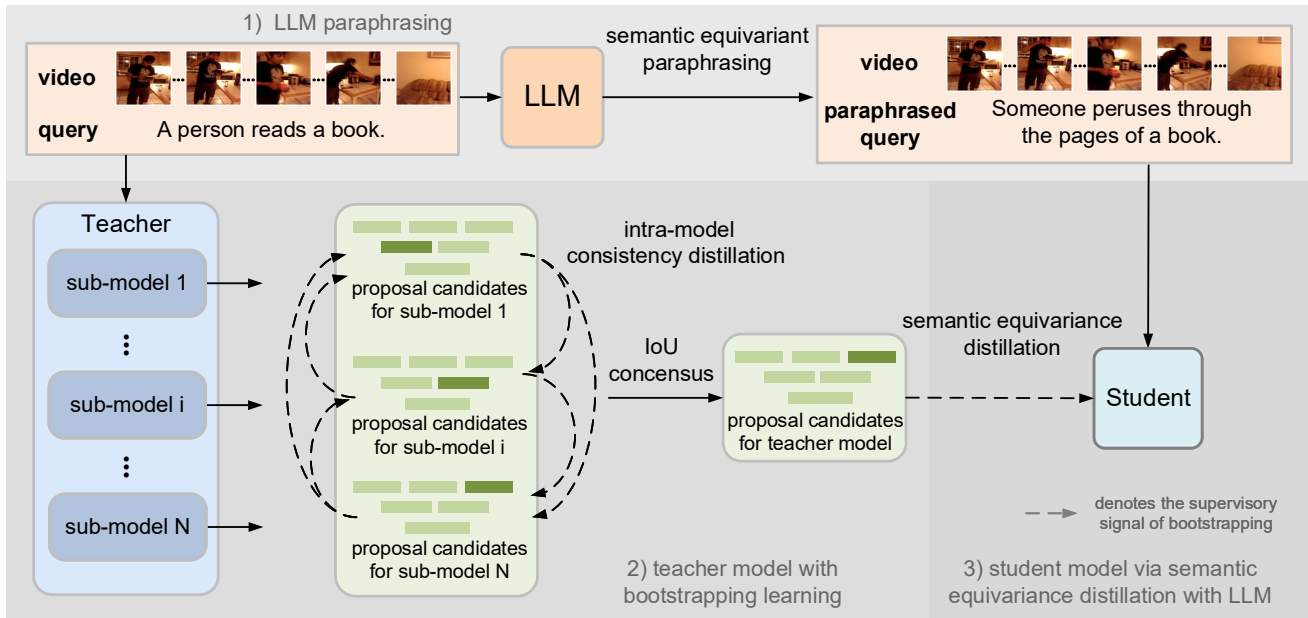 1) LLM paraphrasing
video
query
A person reads a book.
LLM
semantic equivariant
paraphrasing
video
paraphrased
query
Someone peruses through
the pages of a book.
Teacher
sub-model 1
sub-model i
sub-model N
proposal candidates
for sub-model 1
proposal candidates
for sub-model i
proposal candidates
for sub-model N
intra-model
consistency distillation
IoU
concensus
proposal candidates
for teacher model
semantic equivariance
distillation
Student
denotes the supervisory
signal of bootstrapping
2) teacher model with
bootstrapping learning
3) student model via semantic
equivariance distillation with LLM